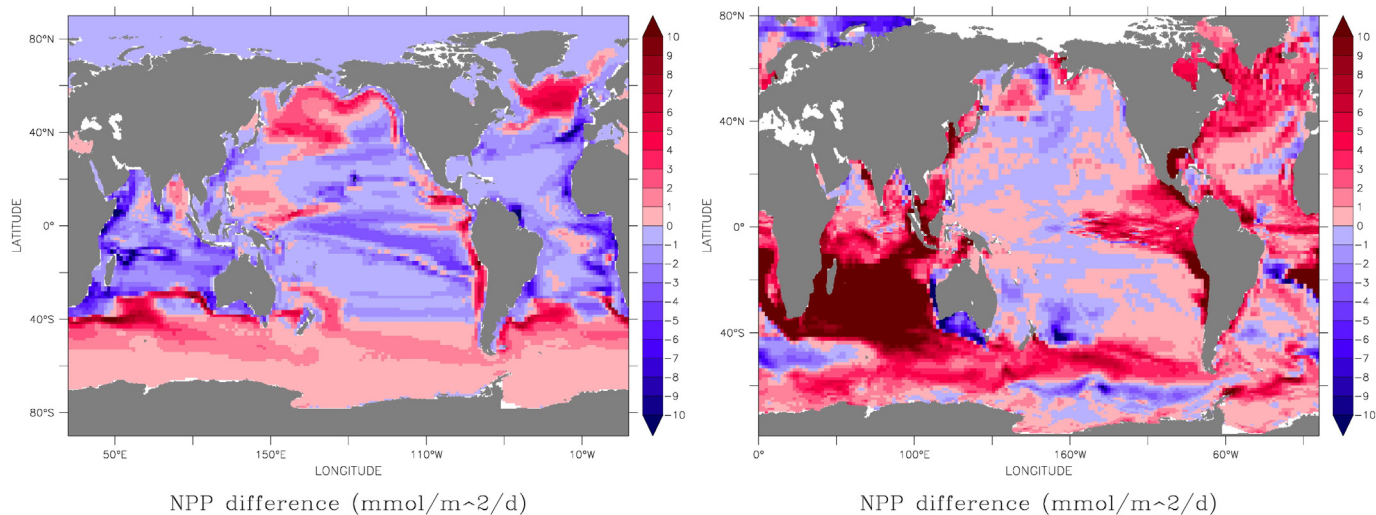 80°N
40°N
0°
40°S
80°S
LATITUDE
50°E
150°E
110°W
10°W
LONGITUDE
10
9
8
7
6
5
4
3
2
1
0
-1
-2
-3
-4
-5
-6
-7
-8
-9
-10
NPP difference (mmol/m^2/d)
80°N
40°N
0°
40°S
LATITUDE
0°
100°E
160°W
60°W
LONGITUDE
10
9
8
7
6
5
4
3
2
1
0
-1
-2
-3
-4
-5
-6
-7
-8
-9
-10
NPP difference (mmol/m^2/d)